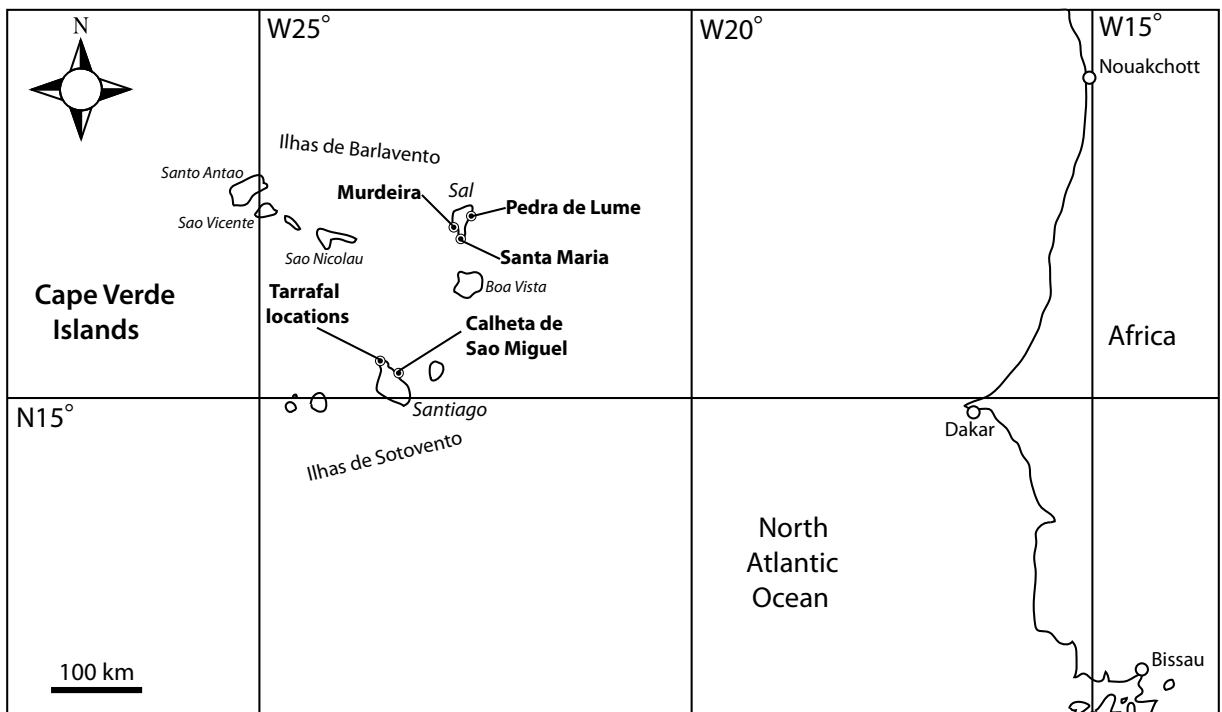 N
W25°
W20°
W15°
Nouakchott
Ilhas de Barlavento
Santo Antao
Murdeira
Sal
Pedra de Lume
Sao Vicente
Sao Nicolau
Santa Maria
Boa Vista
Cape Verde
Islands
Tarrafal
locations
Calheta de
Sao Miguel
Africa
N15°
Santiago
Dakar
Ilhas de Sotovento
North
Atlantic
Ocean
100 km
Bissau